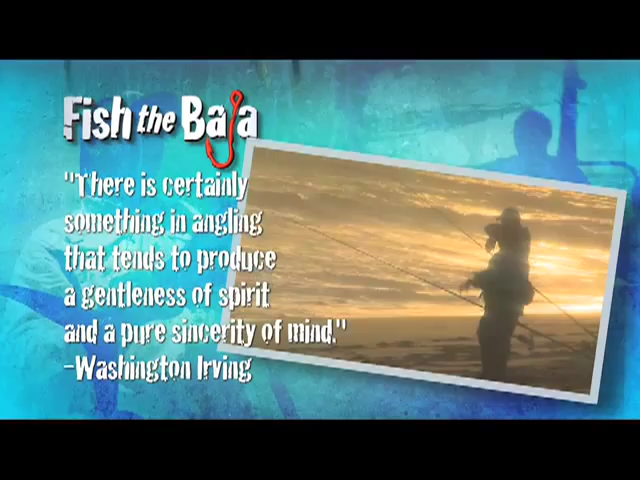 Fish the Baja
"There is certainly
something in angling
that tends to produce
a gentleness of spirit
and a pure sincerity of mind."
-Washington Irving